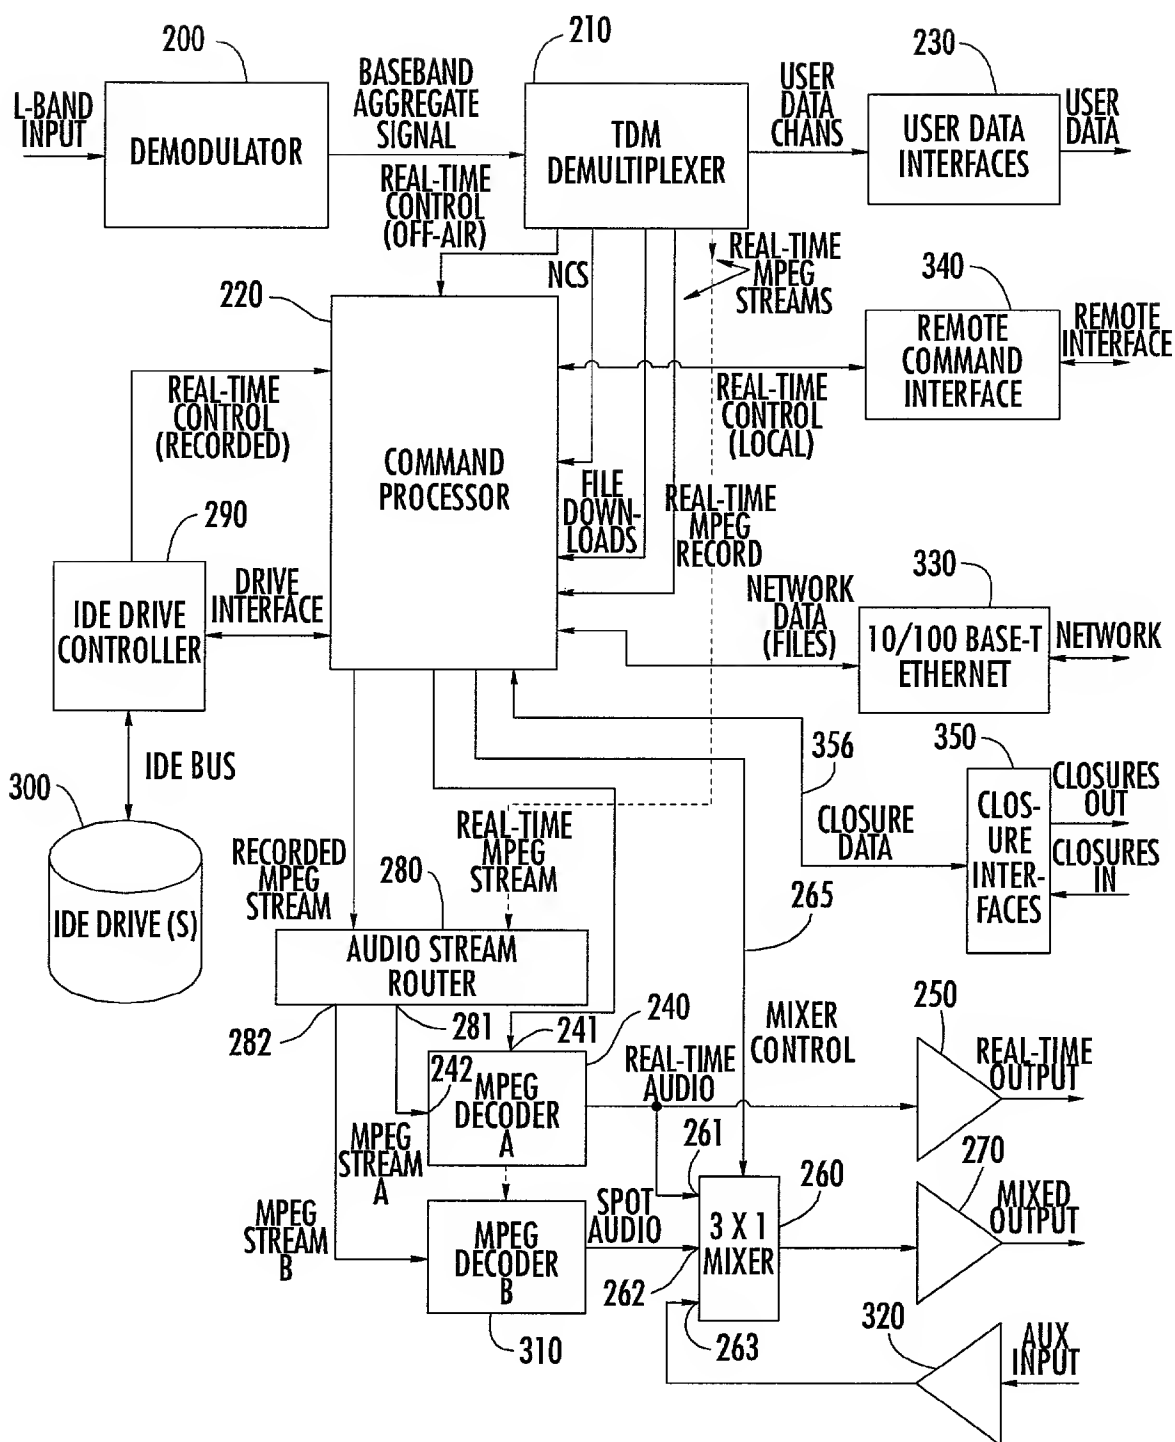 200
210
230
L-BAND
INPUT
DEMODULATOR
BASEBAND
AGGREGATE
SIGNAL
TDM
DEMULTIPLEXER
USER
DATA
CHANS
USER DATA
INTERFACES
USER
DATA
REAL-TIME
CONTROL
(OFF-AIR)
NCS
REAL-TIME
MPEG
STREAMS
220
340
REMOTE
COMMAND
INTERFACE
REMOTE
INTERFACE
REAL-TIME
CONTROL
(RECORDED)
REAL-TIME
CONTROL
(LOCAL)
COMMAND
PROCESSOR
FILE
DOWN-
LOADS
REAL-TIME
MPEG
RECORD
290
IDE DRIVE
CONTROLLER
DRIVE
INTERFACE
NETWORK
DATA
(FILES)
330
10/100 BASE-T
ETHERNET
NETWORK
IDE BUS
300
IDE DRIVE (S)
356
350
CLOSURE
DATA
CLOS-
URE
INTER-
FACES
CLOSURES
OUT
CLOSURES
IN
RECORDED
MPEG
STREAM
REAL-TIME
MPEG
STREAM
280
265
AUDIO STREAM
ROUTER
282
281
241
240
250
242
MPEG
DECODER
A
REAL-TIME
AUDIO
MIXER
CONTROL
REAL-TIME
OUTPUT
MPEG
STREAM
A
261
260
270
MPEG
STREAM
B
MPEG
DECODER
B
SPOT
AUDIO
3 X 1
MIXER
MIXED
OUTPUT
262
310
263
320
AUX
INPUT